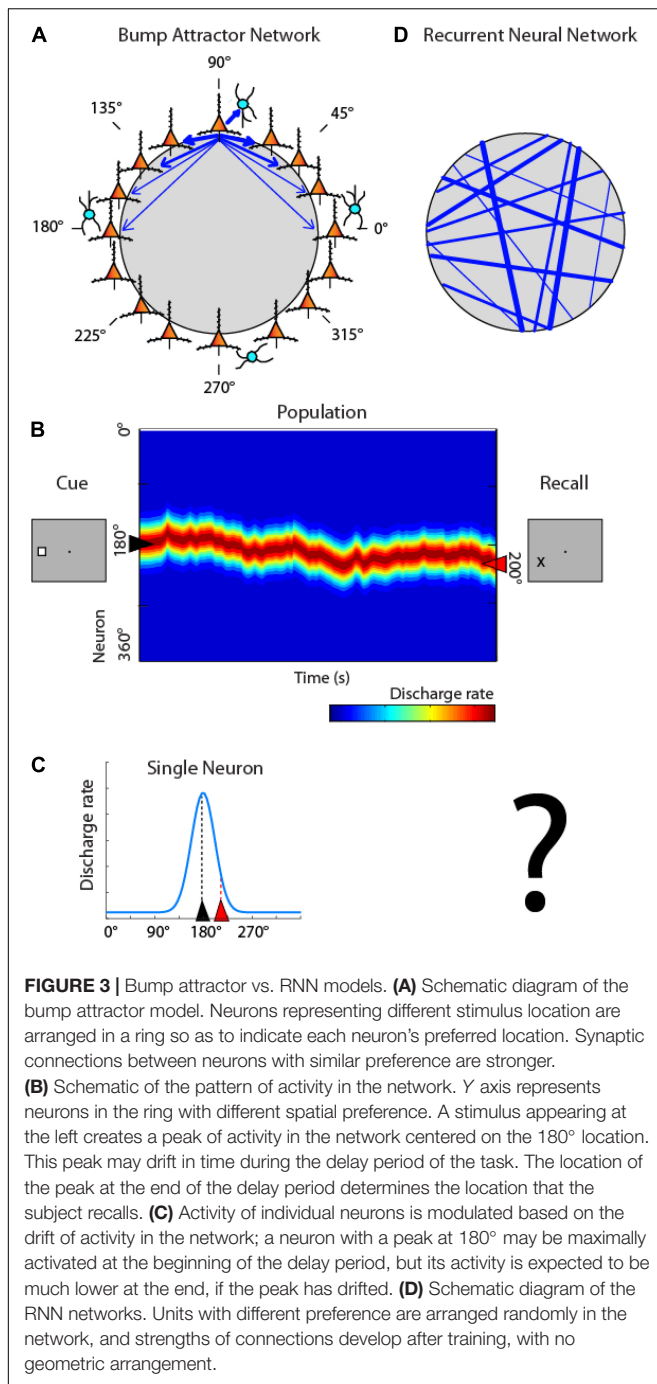 A
Bump Attractor Network
D
Recurrent Neural Network
90°
135°
45°
180°
0°
225°
315°
270°
Population
B
Cue
Recall
0°
180°
360°
Neuron
200°
x
Time (s)
Discharge rate
C
Single Neuron
Discharge rate
0°
90°
180°
270°
?
FIGURE 3 | Bump attractor vs. RNN models. (A) Schematic diagram of the
bump attractor model. Neurons representing different stimulus location are
arranged in a ring so as to indicate each neuron's preferred location. Synaptic
connections between neurons with similar preference are stronger.
(B) Schematic of the pattern of activity in the network. Y axis represents
neurons in the ring with different spatial preference. A stimulus appearing at
the left creates a peak of activity in the network centered on the 180° location.
This peak may drift in time during the delay period of the task. The location of
the peak at the end of the delay period determines the location that the
subject recalls. (C) Activity of individual neurons is modulated based on the
drift of activity in the network; a neuron with a peak at 180° may be maximally
activated at the beginning of the delay period, but its activity is expected to be
much lower at the end, if the peak has drifted. (D) Schematic diagram of the
RNN networks. Units with different preference are arranged randomly in the
network, and strengths of connections develop after training, with no
geometric arrangement.